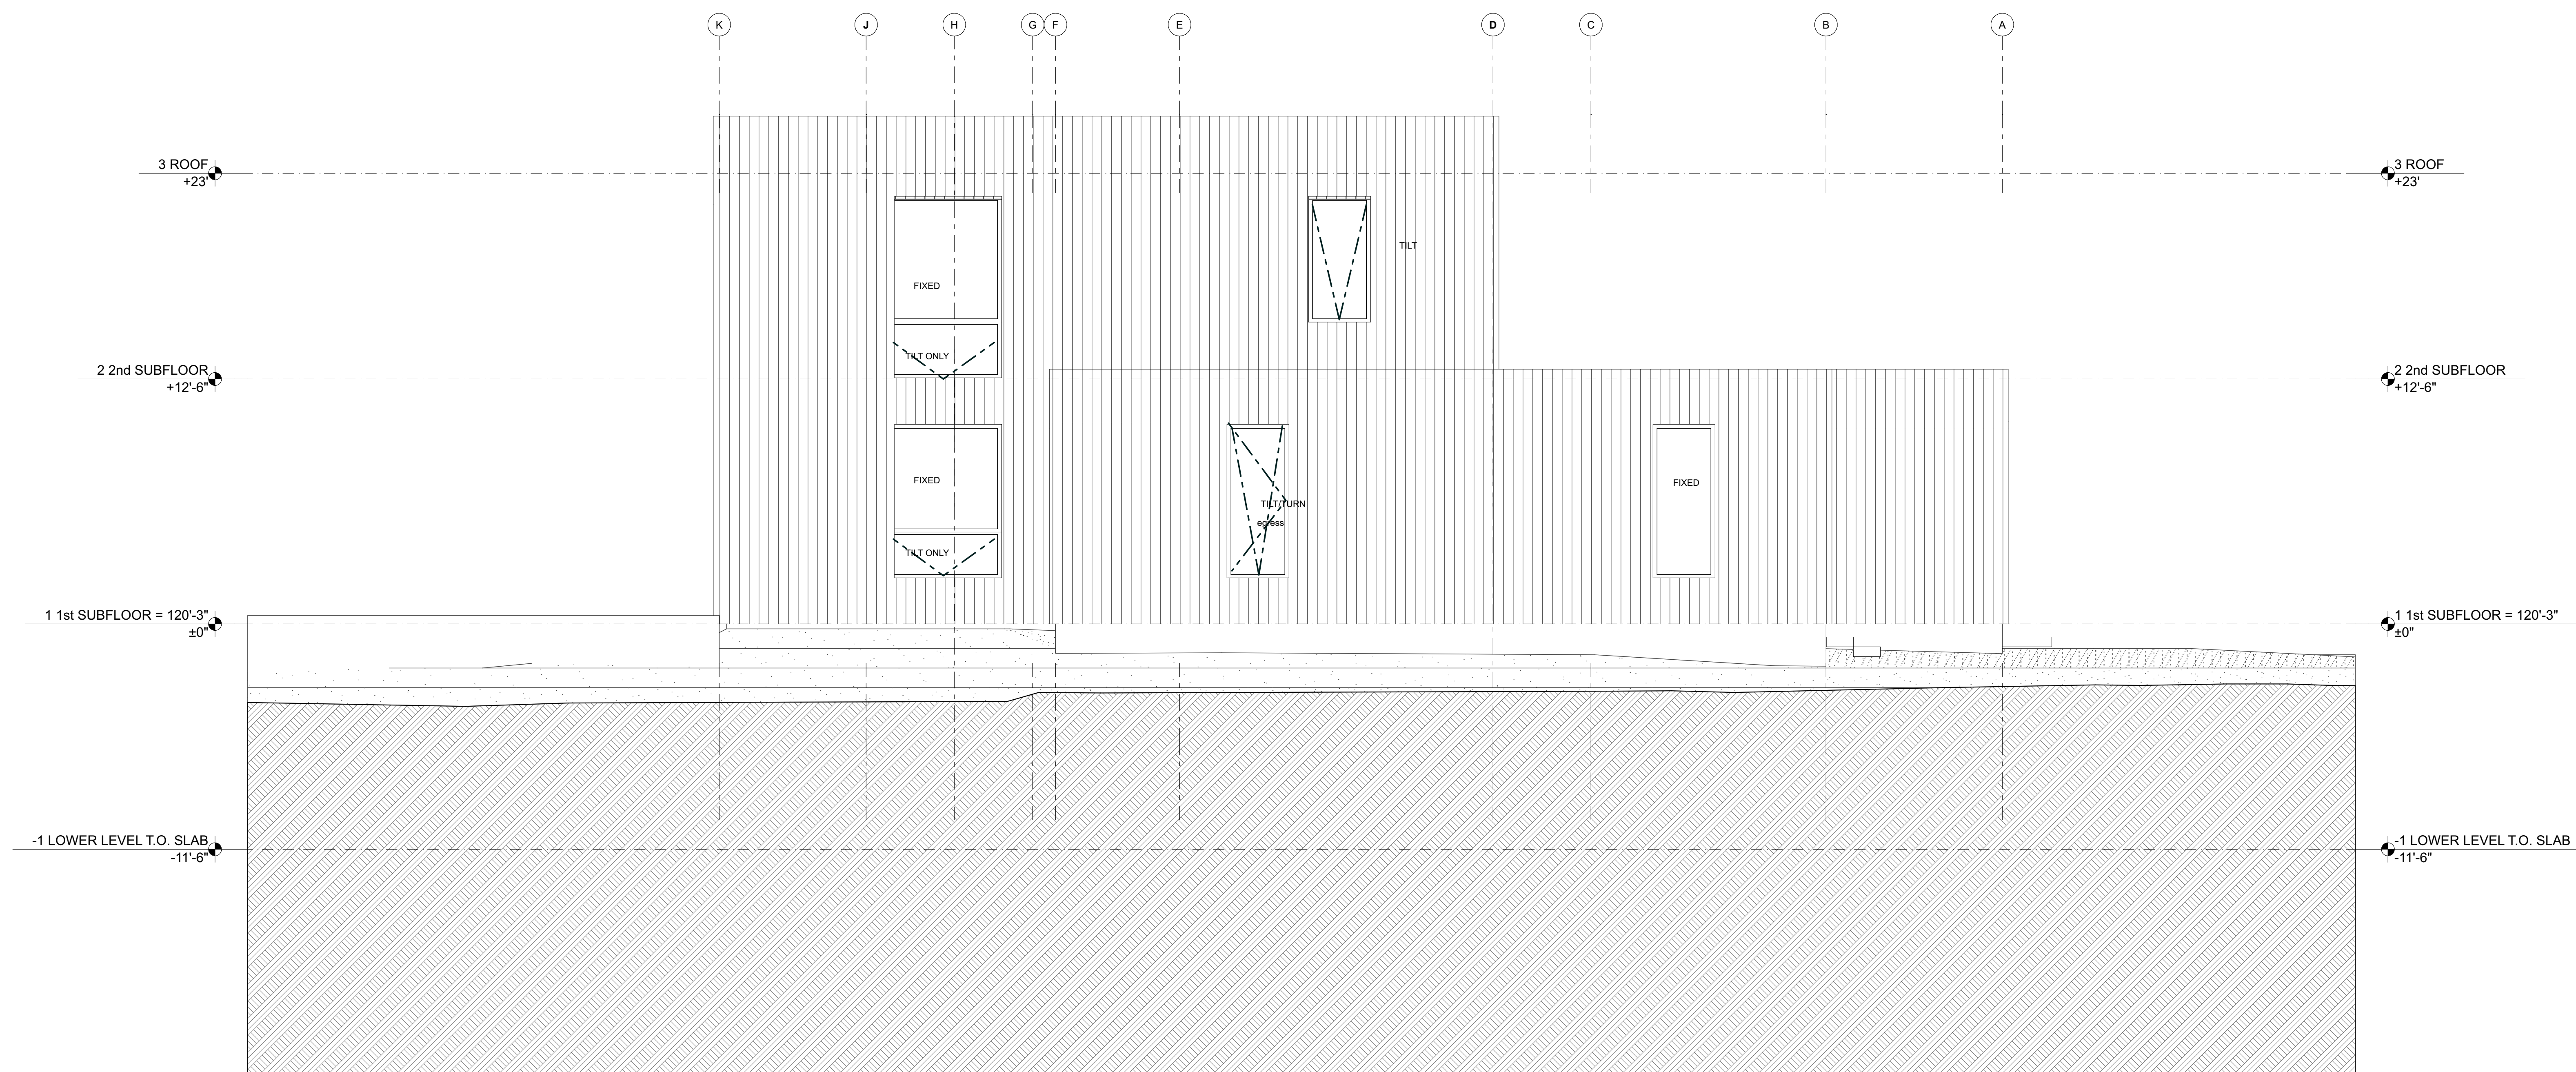 K J H G F E D C B A
3 ROOF
+23'
3 ROOF
+23'
TILT
FIXED
TILT ONLY
2 2nd SUBFLOOR
+12'-6"
2 2nd SUBFLOOR
+12'-6"
FIXED
FIXED
TILT/TURN
egress
TILT ONLY
1 1st SUBFLOOR = 120'-3"
±0"
1 1st SUBFLOOR = 120'-3"
±0"
-1 LOWER LEVEL T.O. SLAB
-11'-6"
-1 LOWER LEVEL T.O. SLAB
-11'-6"